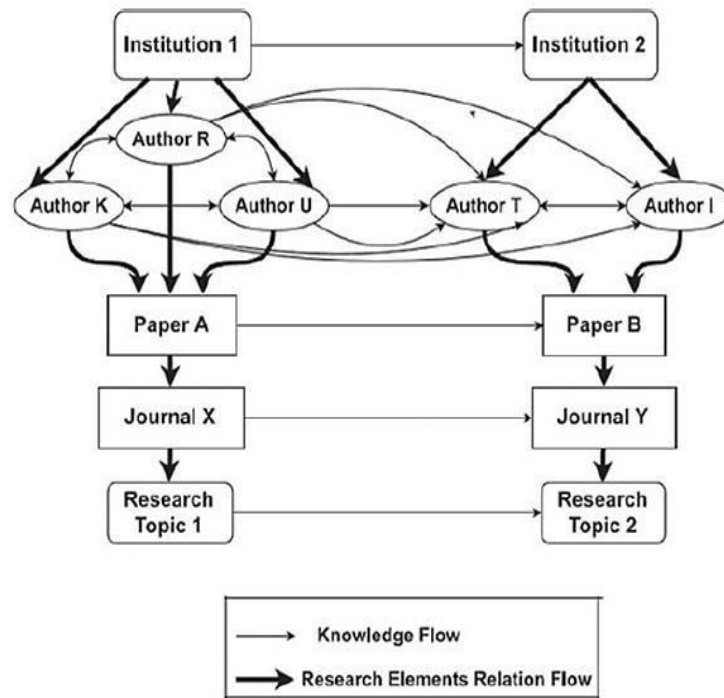 Institution 1
Institution 2
Author R
Author K
Author U
Author T
Author I
Paper A
Paper B
Journal X
Journal Y
Research
Topic 1
Research
Topic 2
Knowledge Flow
Research Elements Relation Flow